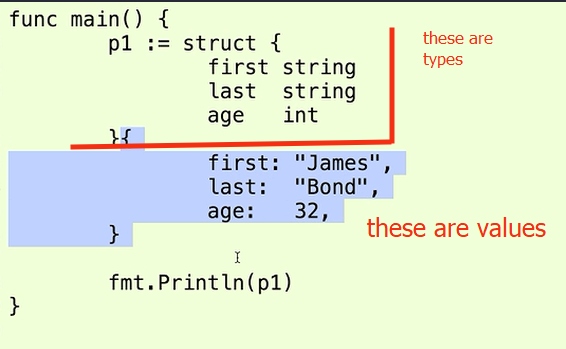 func main() {
p1 := struct {
first string
last string
age int
}{
first: "James",
last: "Bond",
age: 32,
}
fmt.Println(p1)
}
these are
types
these are values